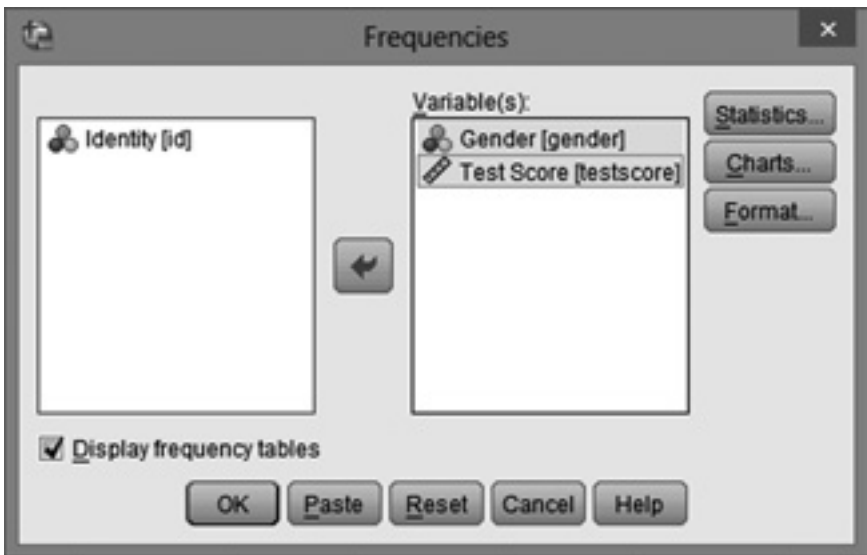 Frequencies
Identity [id]
Variable(s):
Gender [gender]
Test Score [testscore]
Statistics...
Charts...
Format...
Display frequency tables
OK
Paste
Reset
Cancel
Help